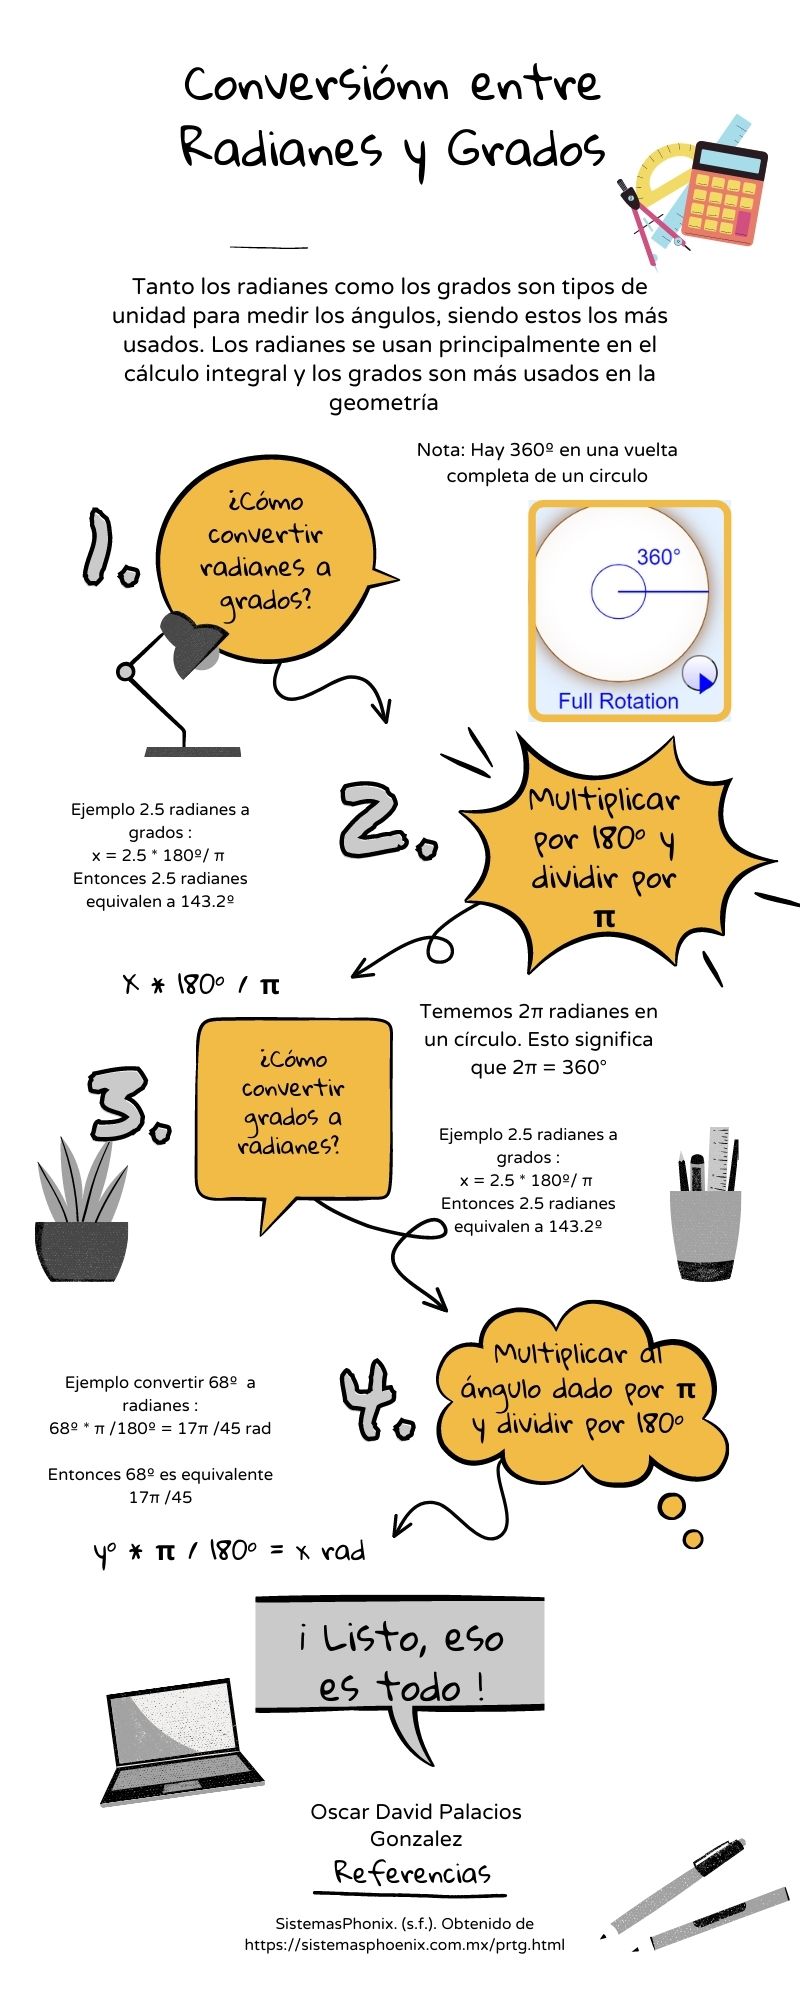 Conversiónn entre
Radianes y Grados
Tanto los radianes como los grados son tipos de
unidad para medir los ángulos, siendo estos los más
usados. Los radianes se usan principalmente en el
cálculo integral y los grados son más usados en la
geometría
Nota: Hay 360º en una vuelta
completa de un circulo
1.
¿Cómo
convertir
radianes a
grados?
360°
Full Rotation
2.
Multiplicar
por 180º y
dividir por
π
Ejemplo 2.5 radianes a
grados :
x = 2.5 * 180º/ π
Entonces 2.5 radianes
equivalen a 143.2º
X * 180º / π
Tememos 2π radianes en
un círculo. Esto significa
que 2π = 360°
3.
¿Cómo
convertir
grados a
radianes?
Ejemplo 2.5 radianes a
grados :
x = 2.5 * 180º/ π
Entonces 2.5 radianes
equivalen a 143.2º
4.
Multiplicar al
ángulo dado por π
y dividir por 180º
Ejemplo convertir 68º a
radianes :
68º * π /180º = 17π /45 rad
Entonces 68º es equivalente
17π /45
yº * π / 180º = x rad
¡ Listo, eso
es todo !
Oscar David Palacios
Gonzalez
Referencias
SistemasPhonix. (s.f.). Obtenido de
https://sistemasphoenix.com.mx/prtg.html